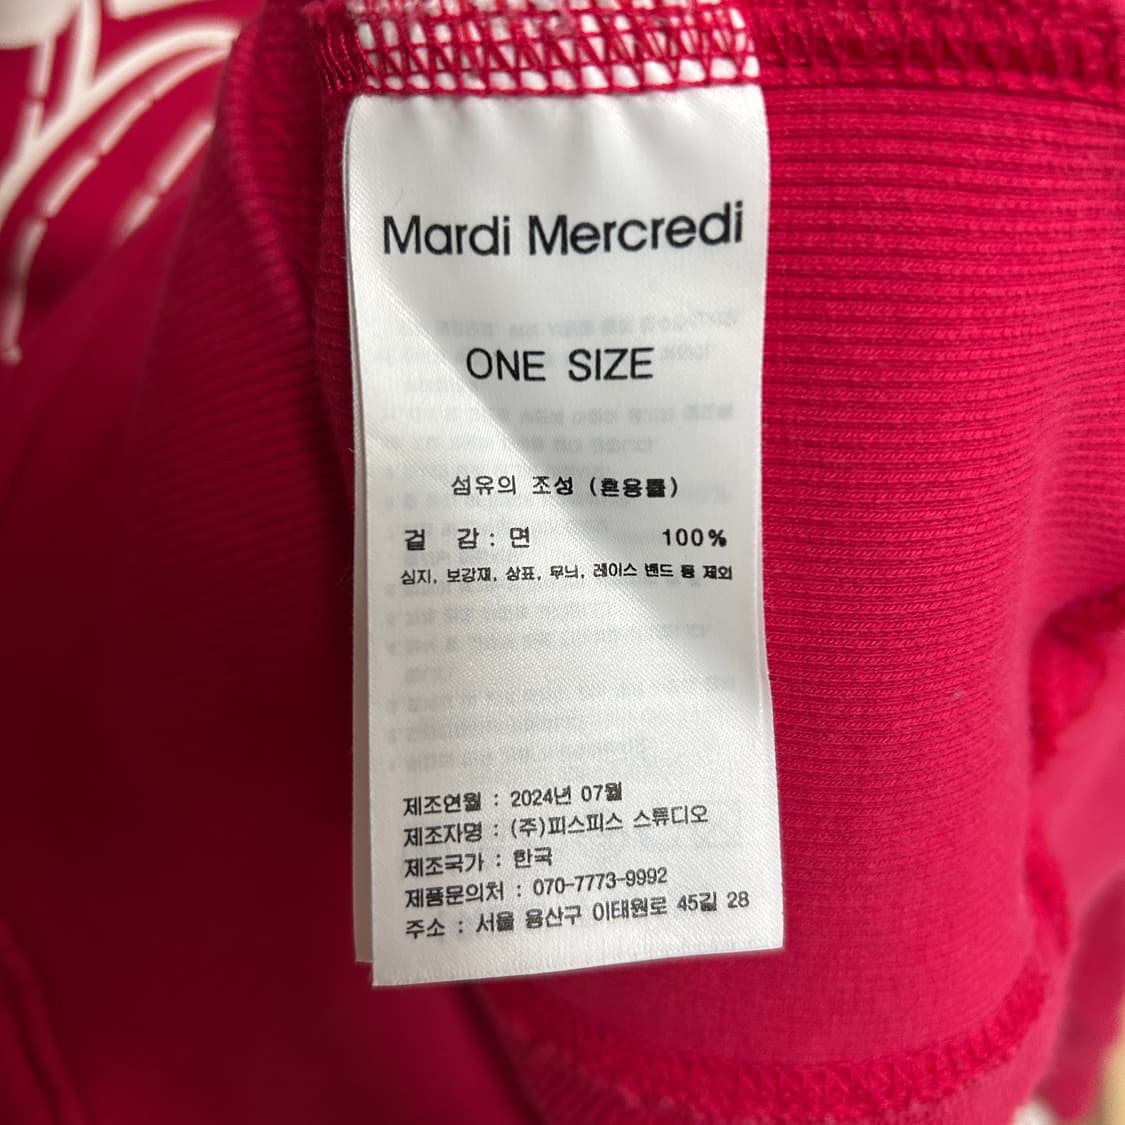 Mardi Mercredi
ONE SIZE
섬유의 조성 (혼용률)
겉 감 : 면 100%
심지, 보강재, 상표, 무늬, 레이스 밴드 등 제외
제조연월 : 2024년 07월
제조자명 : (주)피스피스 스튜디오
제조국가 : 한국
제품문의처 : 070-7773-9992
주소 : 서울 용산구 이태원로 45길 28